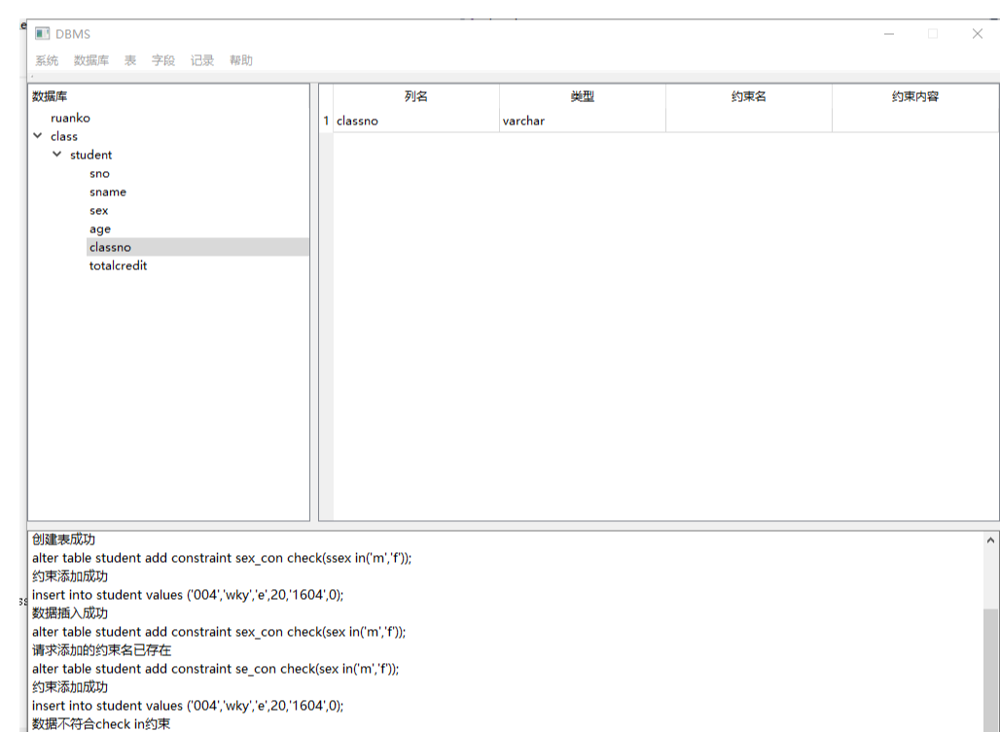 DBMS
系统 数据库 表 字段 记录 帮助
数据库
ruanko
class
student
sno
sname
sex
age
classno
totalcredit
列名 类型 约束名 约束内容
1 classno varchar
创建表成功
alter table student add constraint sex_con check(ssex in('m','f'));
约束添加成功
insert into student values ('004','wky','e',20,'1604',0);
数据插入成功
alter table student add constraint sex_con check(sex in('m','f'));
请求添加的约束名已存在
alter table student add constraint se_con check(sex in('m','f'));
约束添加成功
insert into student values ('004','wky','e',20,'1604',0);
数据不符合check in约束